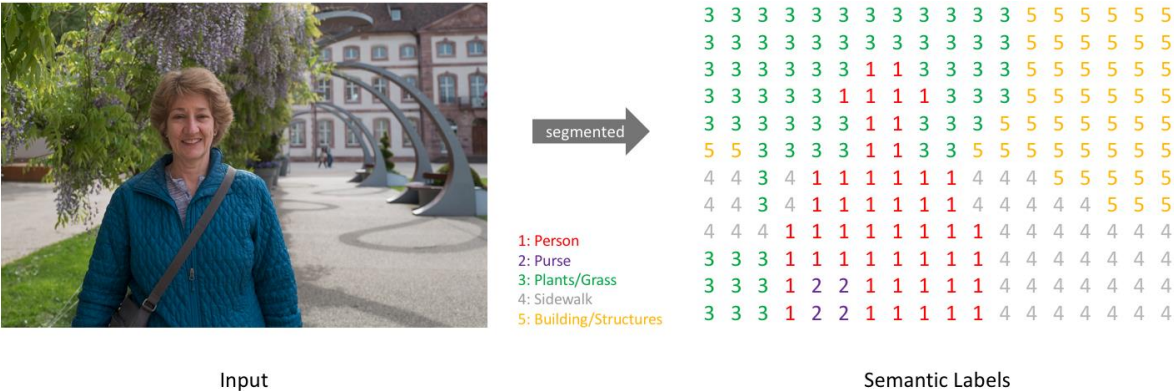 3 3 3 3 3 3 3 3 3 3 3 3 5 5 5 5 5 5
3 3 3 3 3 3 3 3 3 3 3 3 5 5 5 5 5 5
3 3 3 3 3 3 1 1 3 3 3 3 5 5 5 5 5 5
3 3 3 3 3 1 1 1 1 3 3 3 5 5 5 5 5 5
3 3 3 3 3 3 1 1 3 3 3 5 5 5 5 5 5 5
5 5 3 3 3 3 1 1 3 3 5 5 5 5 5 5 5 5
4 4 3 4 1 1 1 1 1 1 4 4 4 5 5 5 5 5
4 4 3 4 1 1 1 1 1 1 4 4 4 4 4 5 5 5
4 4 4 1 1 1 1 1 1 1 1 4 4 4 4 4 4 4
3 3 3 1 1 1 1 1 1 1 1 4 4 4 4 4 4 4
3 3 3 1 2 2 1 1 1 1 1 4 4 4 4 4 4 4
3 3 3 1 2 2 1 1 1 1 1 4 4 4 4 4 4 4
segmented
1: Person
2: Purse
3: Plants/Grass
4: Sidewalk
5: Building/Structures
Input
Semantic Labels